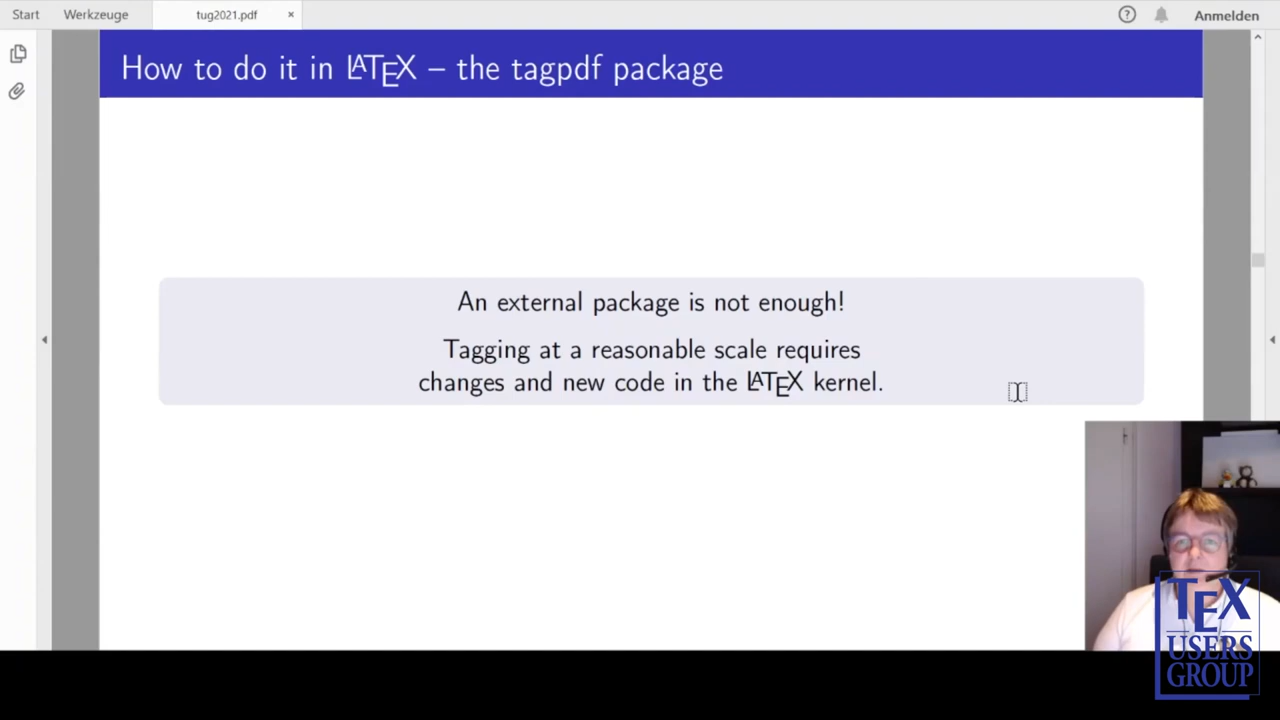 Start Werkzeuge tug2021.pdf × ? Anmelden
How to do it in LATEX – the tagpdf package
An external package is not enough!
Tagging at a reasonable scale requires
changes and new code in the LATEX kernel.
TEX
USERS
GROUP